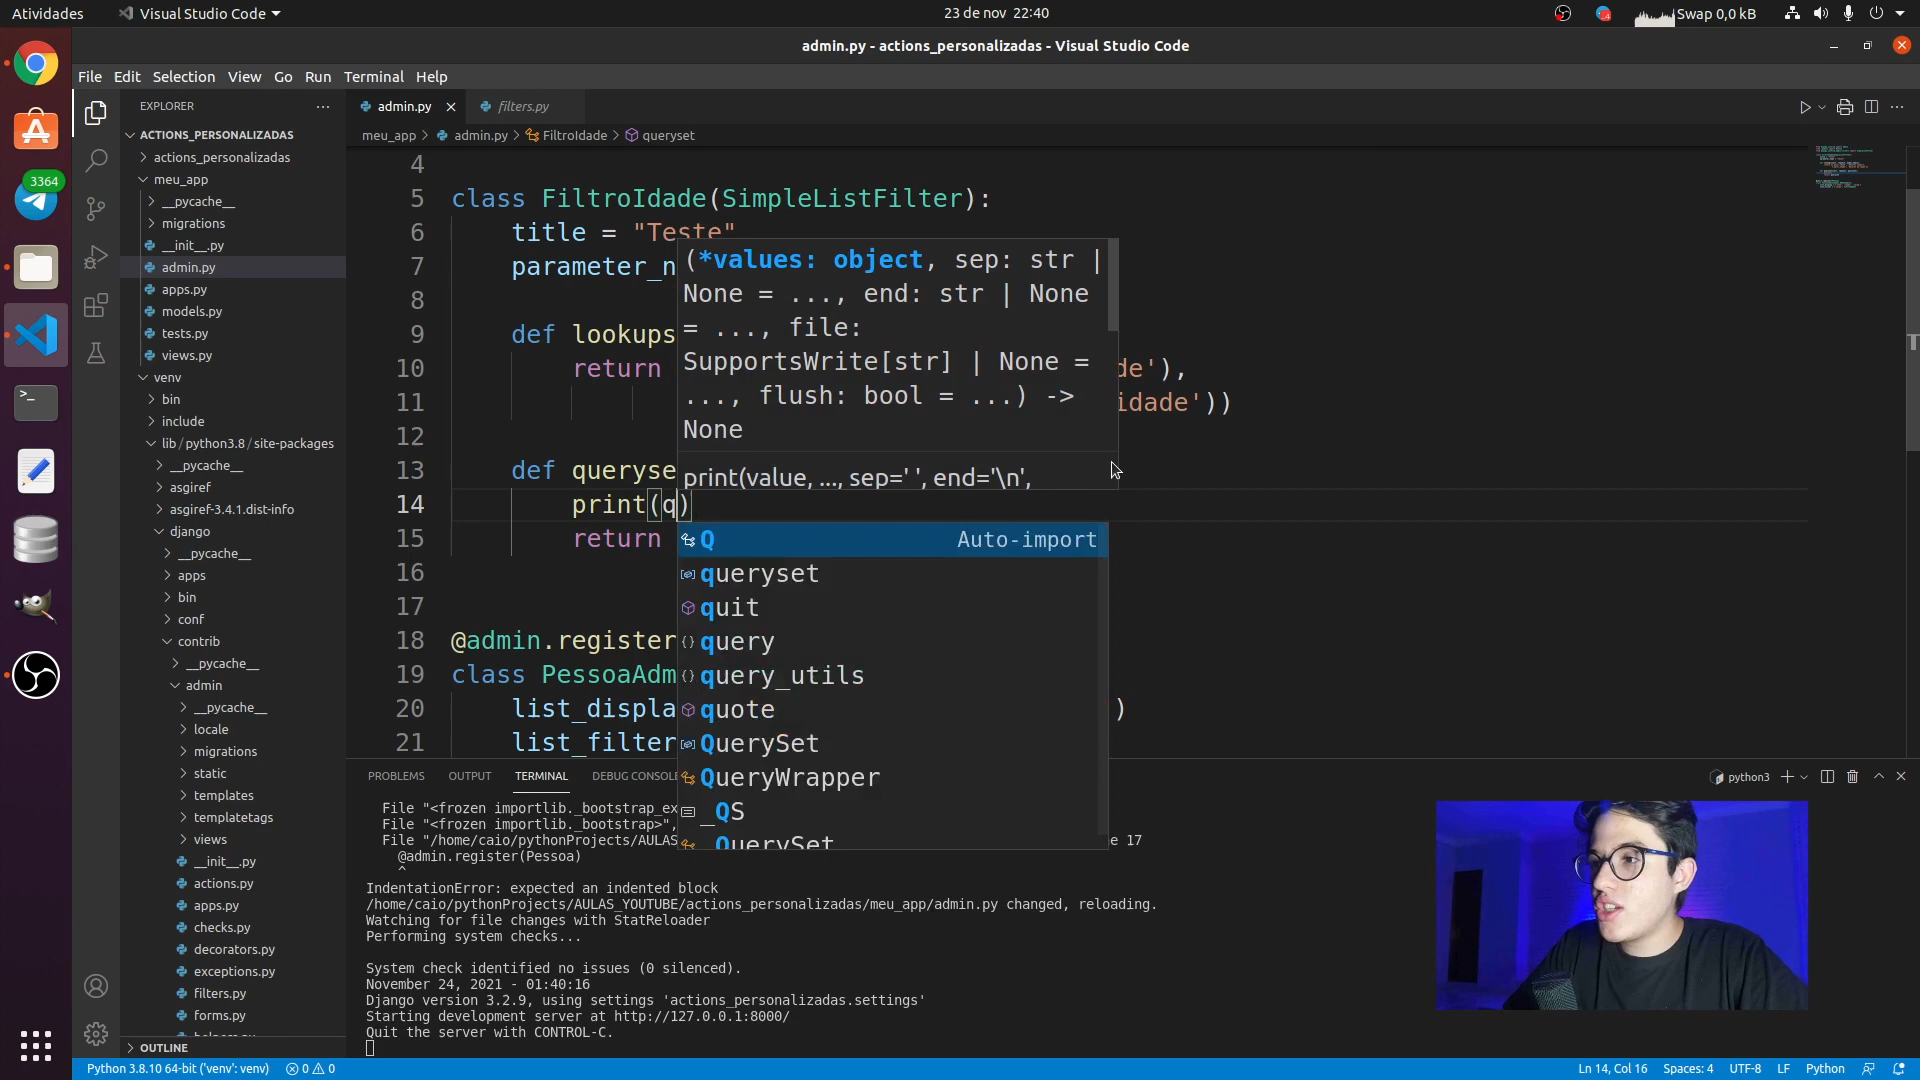 Atividades
Visual Studio Code
23 de nov 22:40
Swap 0,0 kB
admin.py - actions_personalizadas - Visual Studio Code
File Edit Selection View Go Run Terminal Help
EXPLORER
ACTIONS_PERSONALIZADAS
actions_personalizadas
meu_app
__pycache__
migrations
__init__.py
admin.py
apps.py
models.py
tests.py
views.py
venv
bin
include
lib / python3.8 / site-packages
__pycache__
asgiref
asgiref-3.4.1.dist-info
django
__pycache__
apps
bin
conf
contrib
__pycache__
admin
__pycache__
locale
migrations
static
templates
templatetags
views
__init__.py
actions.py
apps.py
checks.py
decorators.py
exceptions.py
filters.py
forms.py
OUTLINE
3364
admin.py
filters.py
meu_app > admin.py > FiltroIdade > queryset
4
5 class FiltroIdade(SimpleListFilter):
6 title = "Teste"
7 parameter_n
8
9 def lookups
10 return de'),
11 idade'))
12
13 def queryse
14 print(q)
15 return
16
17
18 @admin.register
19 class PessoaAdm
20 list_displa )
21 list_filter
(*values: object, sep: str |
None = ..., end: str | None
= ..., file:
SupportsWrite[str] | None =
..., flush: bool = ...) ->
None
print(value, ..., sep=' ', end='\n',
Q Auto-import
queryset
quit
query
query_utils
quote
QuerySet
QueryWrapper
_QS
_QuerySet
PROBLEMS OUTPUT TERMINAL DEBUG CONSOLE
python3
File "<frozen importlib._bootstrap_ex
File "<frozen importlib._bootstrap>",
File "/home/caio/pythonProjects/AULAS e 17
@admin.register(Pessoa)
^
IndentationError: expected an indented block
/home/caio/pythonProjects/AULAS_YOUTUBE/actions_personalizadas/meu_app/admin.py changed, reloading.
Watching for file changes with StatReloader
Performing system checks...
System check identified no issues (0 silenced).
November 24, 2021 - 01:40:16
Django version 3.2.9, using settings 'actions_personalizadas.settings'
Starting development server at http://127.0.0.1:8000/
Quit the server with CONTROL-C.
Python 3.8.10 64-bit ('venv': venv)
0 0
Ln 14, Col 16
Spaces: 4
UTF-8
LF
Python